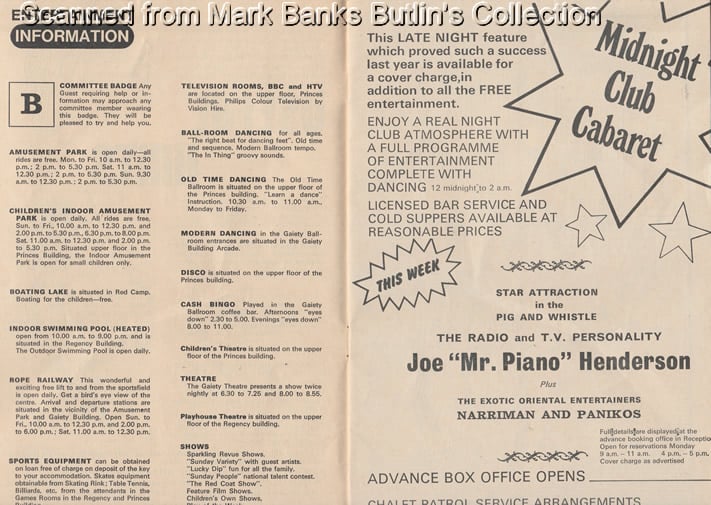 Scanned from Mark Banks Butlin's Collection
ENTERTAINMENT
INFORMATION
B
COMMITTEE BADGE Any
Guest requiring help or in-
formation may approach any
committee member wearing
this badge. They will be
pleased to try and help you.
AMUSEMENT PARK is open daily—all
rides are free. Mon. to Fri. 10 a.m. to 12.30
p.m.; 2 p.m. to 5.30 p.m. Sat. 11 a.m. to
12.30 p.m.; 2 p.m. to 5.30 p.m. Sun. 9.30
a.m. to 12.30 p.m.; 2 p.m. to 5.30 p.m.
CHILDREN'S INDOOR AMUSEMENT
PARK is open daily. All rides are free.
Sun. to Fri., 10.00 a.m. to 12.30 p.m. and
2.00 p.m. to 5.30 p.m., 6.30 p.m. to 8.00 p.m.
Sat. 11.00 a.m. to 12.30 p.m. and 2.00 p.m.
to 5.30 p.m. Situated upper floor in the
Princes Building, the Indoor Amusement
Park is open for small children only.
BOATING LAKE is situated in Red Camp.
Boating for the children—free.
INDOOR SWIMMING POOL (HEATED)
open from 10.00 a.m. to 9.00 p.m. and is
situated in the Regency Building.
The Outdoor Swimming Pool is open daily.
ROPE RAILWAY This wonderful and
exciting free lift to and from the sportsfield
is open daily. Get a bird's eye view of the
centre. Arrival and departure stations are
situated in the vicinity of the Amusement
Park and Gaiety Building. Open Sun. to
Fri., 10.00 a.m. to 12.30 p.m. and 2.00 p.m.
to 6.00 p.m.; Sat. 11.00 a.m. to 12.30 p.m.
SPORTS EQUIPMENT can be obtained
on loan free of charge on deposit of the key
to your accommodation. Skates equipment
obtainable from Skating Rink; Table Tennis,
Billiards, etc. from the attendants in the
Games Rooms in the Regency and Princes
Building.
TELEVISION ROOMS, BBC and HTV
are located on the upper floor, Princes
Buildings. Philips Colour Television by
Vision Hire.
BALL-ROOM DANCING for all ages.
"The right beat for dancing feet". Old time
and sequence. Modern Ballroom tempo.
"The In Thing" groovy sounds.
OLD TIME DANCING The Old Time
Ballroom is situated on the upper floor of
the Princes building. "Learn a dance"
Instruction. 10.30 a.m. to 11.00 a.m.,
Monday to Friday.
MODERN DANCING in the Gaiety Ball-
room entrances are situated in the Gaiety
Building Arcade.
DISCO is situated on the upper floor of the
Princes building.
CASH BINGO Played in the Gaiety
Ballroom coffee bar. Afternoons "eyes
down" 2.30 to 5.00. Evenings "eyes down"
8.00 to 11.00.
Children's Theatre is situated on the upper
floor of the Princes building.
THEATRE
The Gaiety Theatre presents a show twice
nightly at 6.30 to 7.25 and 8.00 to 8.55.
Playhouse Theatre is situated on the upper
floor of the Regency building.
SHOWS
Sparkling Revue Shows.
"Sunday Variety" with guest artists.
"Lucky Dip" fun for all the family.
"Sunday People" national talent contest.
"The Red Coat Show".
Feature Film Shows.
Children's Own Shows.
Play of the Week.
This LATE NIGHT feature
which proved such a success
last year is available for
a cover charge,in
addition to all the FREE
entertainment.
ENJOY A REAL NIGHT
CLUB ATMOSPHERE WITH
A FULL PROGRAMME
OF ENTERTAINMENT
COMPLETE WITH
DANCING 12 midnight to 2 a.m.
LICENSED BAR SERVICE AND
COLD SUPPERS AVAILABLE AT
REASONABLE PRICES
Midnight
Club
Cabaret
THIS WEEK
STAR ATTRACTION
in the
PIG AND WHISTLE
THE RADIO and T.V. PERSONALITY
Joe "Mr. Piano" Henderson
Plus
THE EXOTIC ORIENTAL ENTERTAINERS
NARRIMAN AND PANIKOS
Full details are displayed at the
advance booking office in Receptio
Open for reservations Monday
9 a.m. – 11 a.m. 4 p.m. – 5 p.m.
Cover charge as advertised
ADVANCE BOX OFFICE OPENS
CHALET PATROL SERVICE ARRANGEMENTS